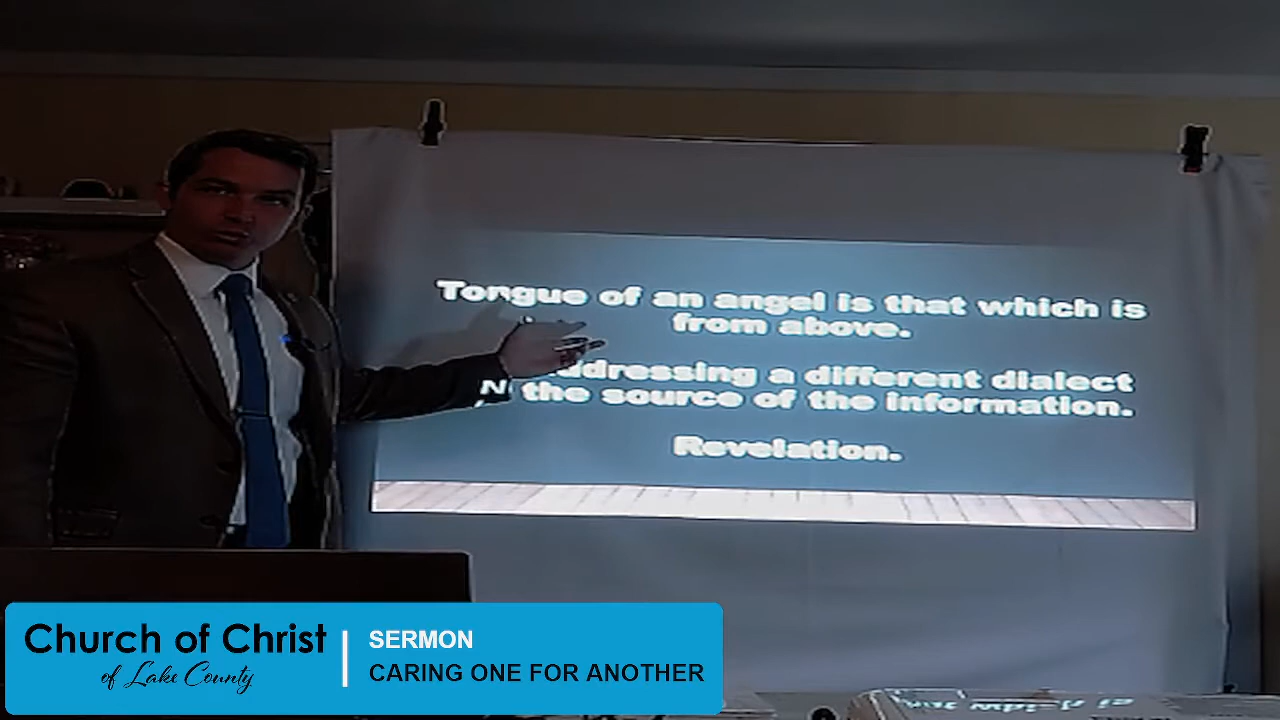 Tongue of an angel is that which is
from above.
addressing a different dialect
the source of the information.
Revelation.
Church of Christ
of Lake County
SERMON
CARING ONE FOR ANOTHER